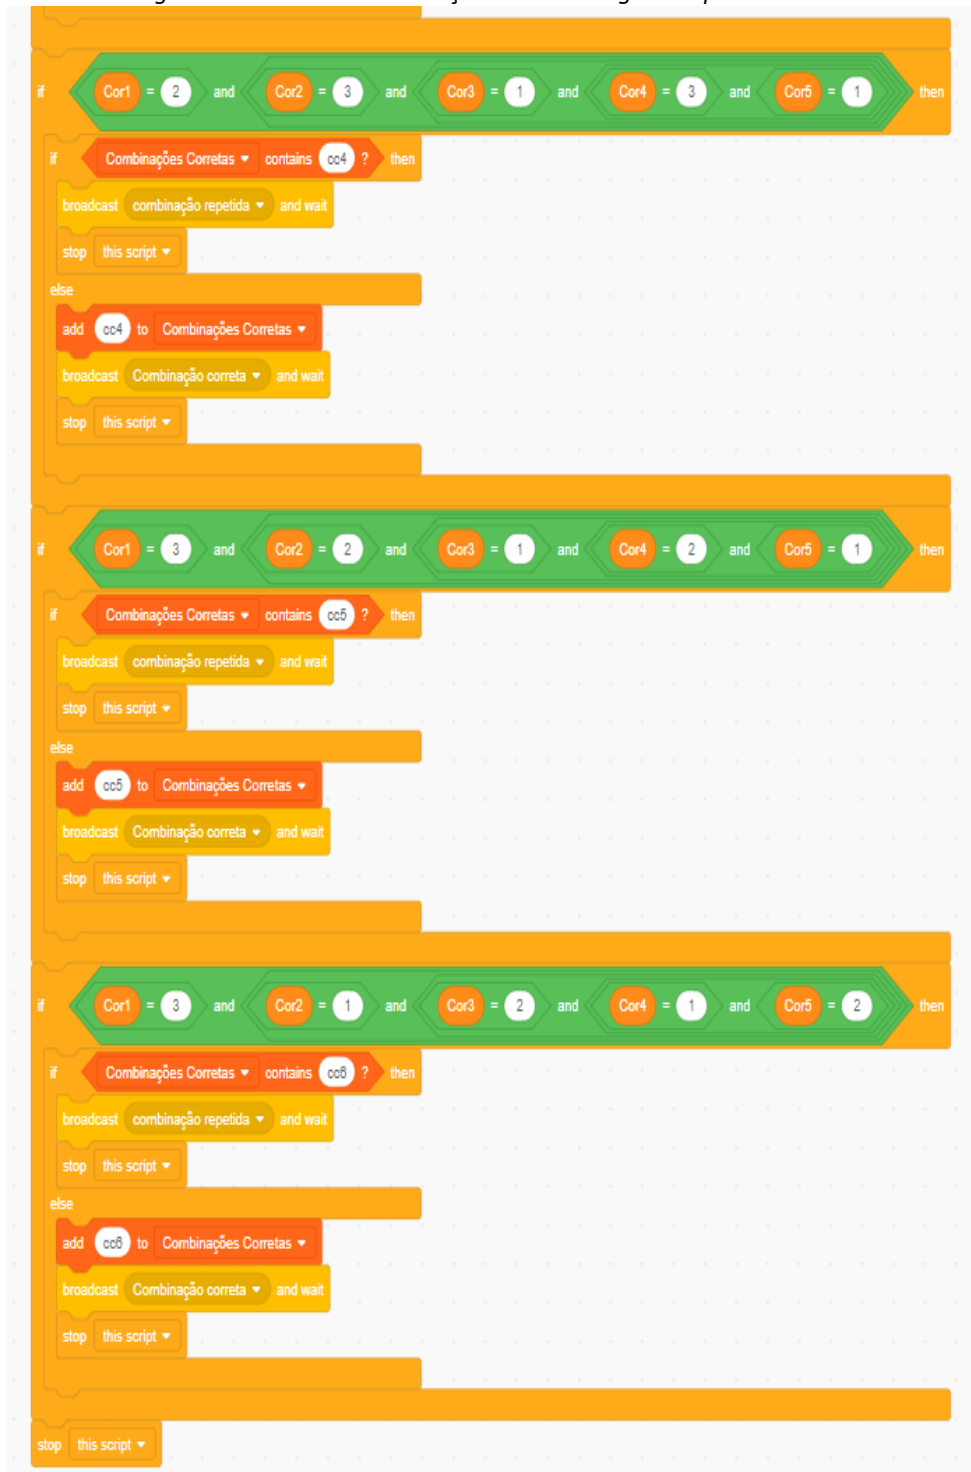 if Cor1 = 2 and Cor2 = 3 and Cor3 = 1 and Cor4 = 3 and Cor5 = 1 then
if Combinações Corretas contains cc4 ? then
broadcast combinação repetida and wait
stop this script
else
add cc4 to Combinações Corretas
broadcast Combinação correta and wait
stop this script
if Cor1 = 3 and Cor2 = 2 and Cor3 = 1 and Cor4 = 2 and Cor5 = 1 then
if Combinações Corretas contains cc5 ? then
broadcast combinação repetida and wait
stop this script
else
add cc5 to Combinações Corretas
broadcast Combinação correta and wait
stop this script
if Cor1 = 3 and Cor2 = 1 and Cor3 = 2 and Cor4 = 1 and Cor5 = 2 then
if Combinações Corretas contains cc6 ? then
broadcast combinação repetida and wait
stop this script
else
add cc6 to Combinações Corretas
broadcast Combinação correta and wait
stop this script
stop this script